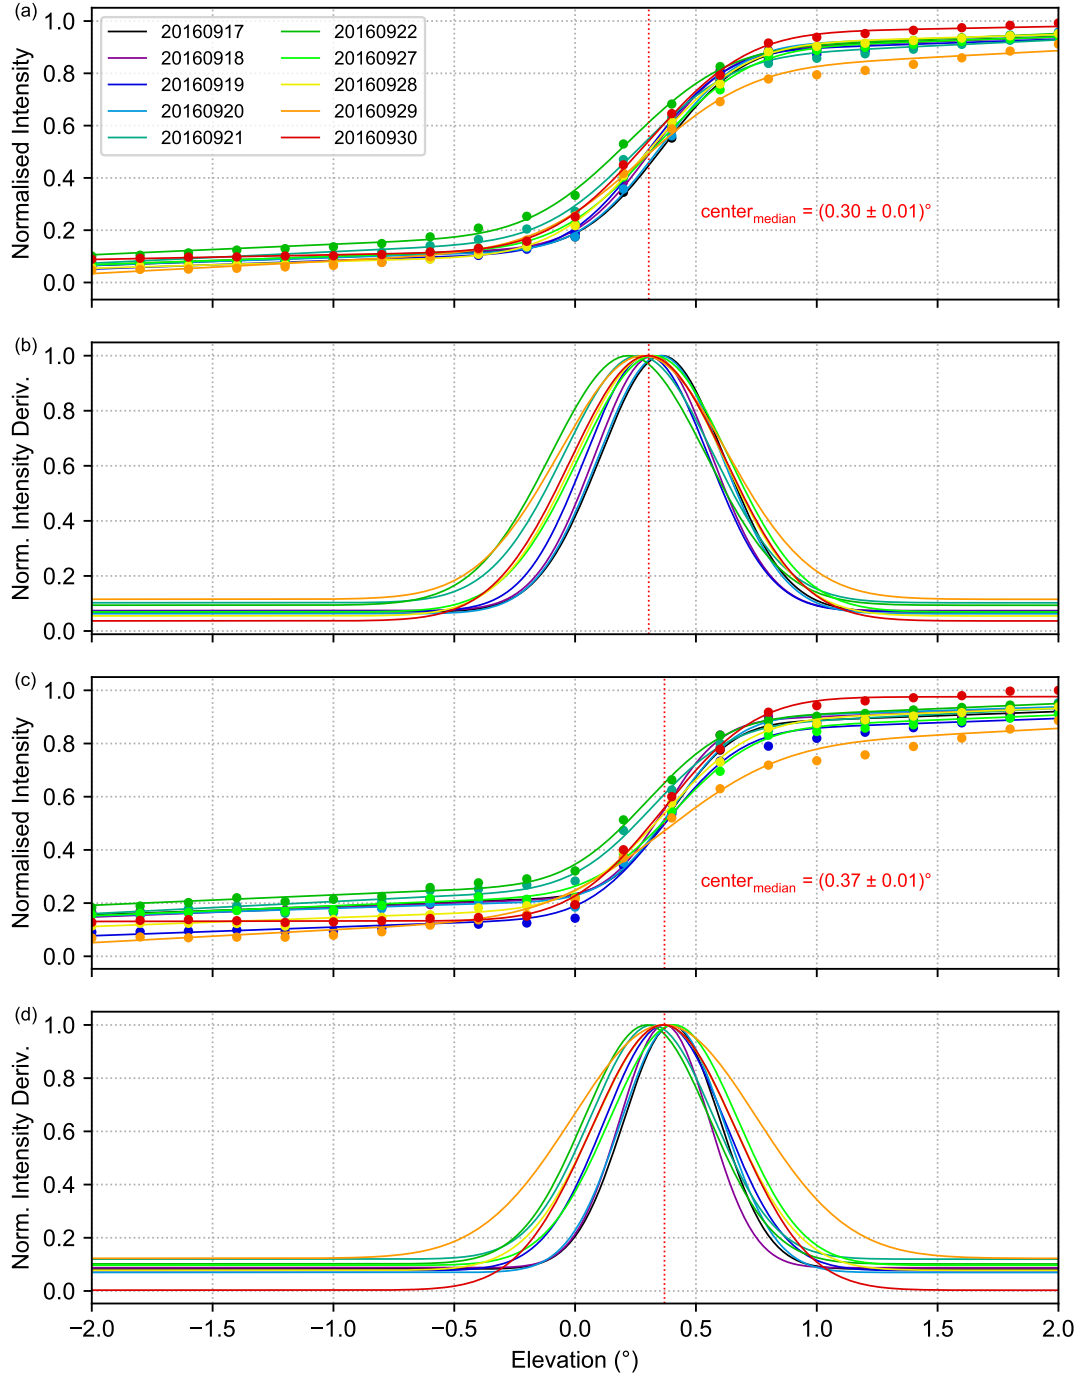 (a)
1.0
0.8
0.6
0.4
0.2
0.0
Normalised Intensity
20160917
20160918
20160919
20160920
20160921
20160922
20160927
20160928
20160929
20160930
center_median = (0.30 ± 0.01)°
(b)
1.0
0.8
0.6
0.4
0.2
0.0
Norm. Intensity Deriv.
(c)
1.0
0.8
0.6
0.4
0.2
0.0
Normalised Intensity
center_median = (0.37 ± 0.01)°
(d)
1.0
0.8
0.6
0.4
0.2
0.0
Norm. Intensity Deriv.
−2.0 −1.5 −1.0 −0.5 0.0 0.5 1.0 1.5 2.0
Elevation (°)